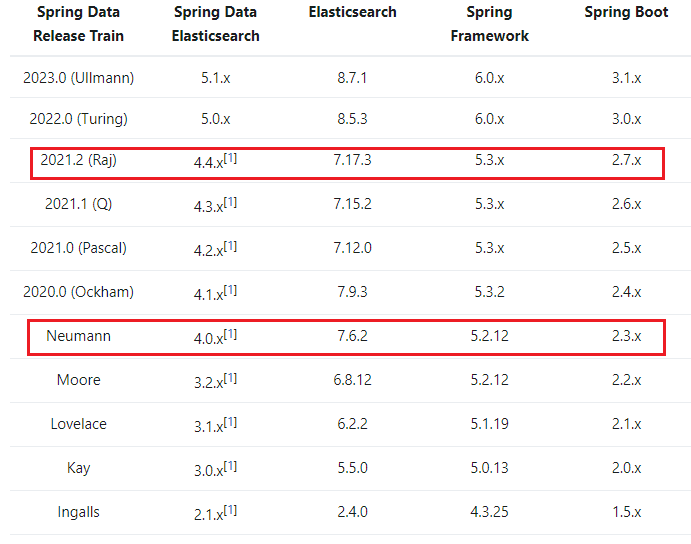 Spring Data Release Train Spring Data Elasticsearch Elasticsearch Spring Framework Spring Boot
2023.0 (Ullmann) 5.1.x 8.7.1 6.0.x 3.1.x
2022.0 (Turing) 5.0.x 8.5.3 6.0.x 3.0.x
2021.2 (Raj) 4.4.x[1] 7.17.3 5.3.x 2.7.x
2021.1 (Q) 4.3.x[1] 7.15.2 5.3.x 2.6.x
2021.0 (Pascal) 4.2.x[1] 7.12.0 5.3.x 2.5.x
2020.0 (Ockham) 4.1.x[1] 7.9.3 5.3.2 2.4.x
Neumann 4.0.x[1] 7.6.2 5.2.12 2.3.x
Moore 3.2.x[1] 6.8.12 5.2.12 2.2.x
Lovelace 3.1.x[1] 6.2.2 5.1.19 2.1.x
Kay 3.0.x[1] 5.5.0 5.0.13 2.0.x
Ingalls 2.1.x[1] 2.4.0 4.3.25 1.5.x